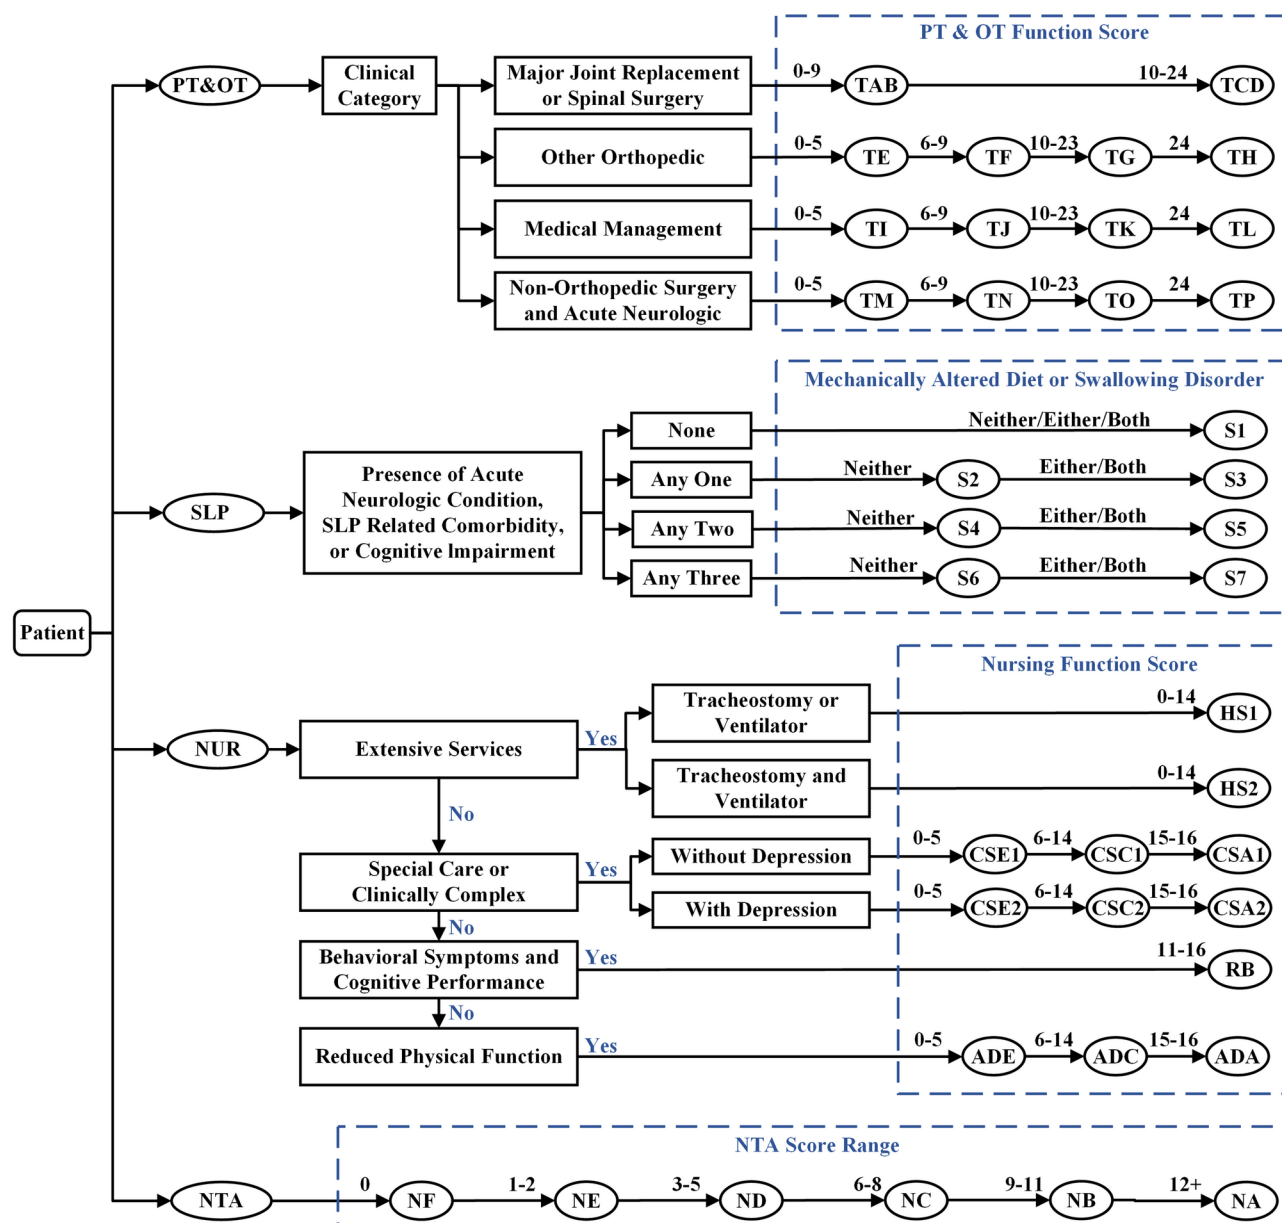 PT & OT Function Score
PT&OT
Clinical
Category
Major Joint Replacement
or Spinal Surgery
0-9
TAB
10-24
TCD
Other Orthopedic
0-5
TE
6-9
TF
10-23
TG
24
TH
Medical Management
0-5
TI
6-9
TJ
10-23
TK
24
TL
Non-Orthopedic Surgery
and Acute Neurologic
0-5
TM
6-9
TN
10-23
TO
24
TP
Mechanically Altered Diet or Swallowing Disorder
SLP
Presence of Acute
Neurologic Condition,
SLP Related Comorbidity,
or Cognitive Impairment
None
Neither/Either/Both
S1
Any One
Neither
S2
Either/Both
S3
Any Two
Neither
S4
Either/Both
S5
Any Three
Neither
S6
Either/Both
S7
Patient
Nursing Function Score
NUR
Extensive Services
Yes
Tracheostomy or
Ventilator
0-14
HS1
Tracheostomy and
Ventilator
0-14
HS2
No
Special Care or
Clinically Complex
Yes
Without Depression
0-5
CSE1
6-14
CSC1
15-16
CSA1
With Depression
0-5
CSE2
6-14
CSC2
15-16
CSA2
No
Behavioral Symptoms and
Cognitive Performance
Yes
11-16
RB
No
Reduced Physical Function
Yes
0-5
ADE
6-14
ADC
15-16
ADA
NTA Score Range
NTA
0
NF
1-2
NE
3-5
ND
6-8
NC
9-11
NB
12+
NA